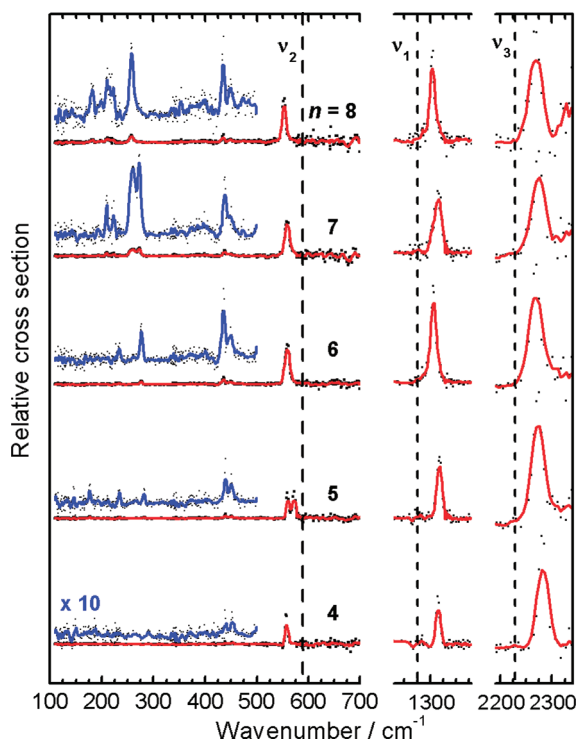 ν2 ν1 ν3
n = 8
7
6
5
x 10 4
100 200 300 400 500 600 700 1300 2200 2300
Wavenumber / cm-1
Relative cross section